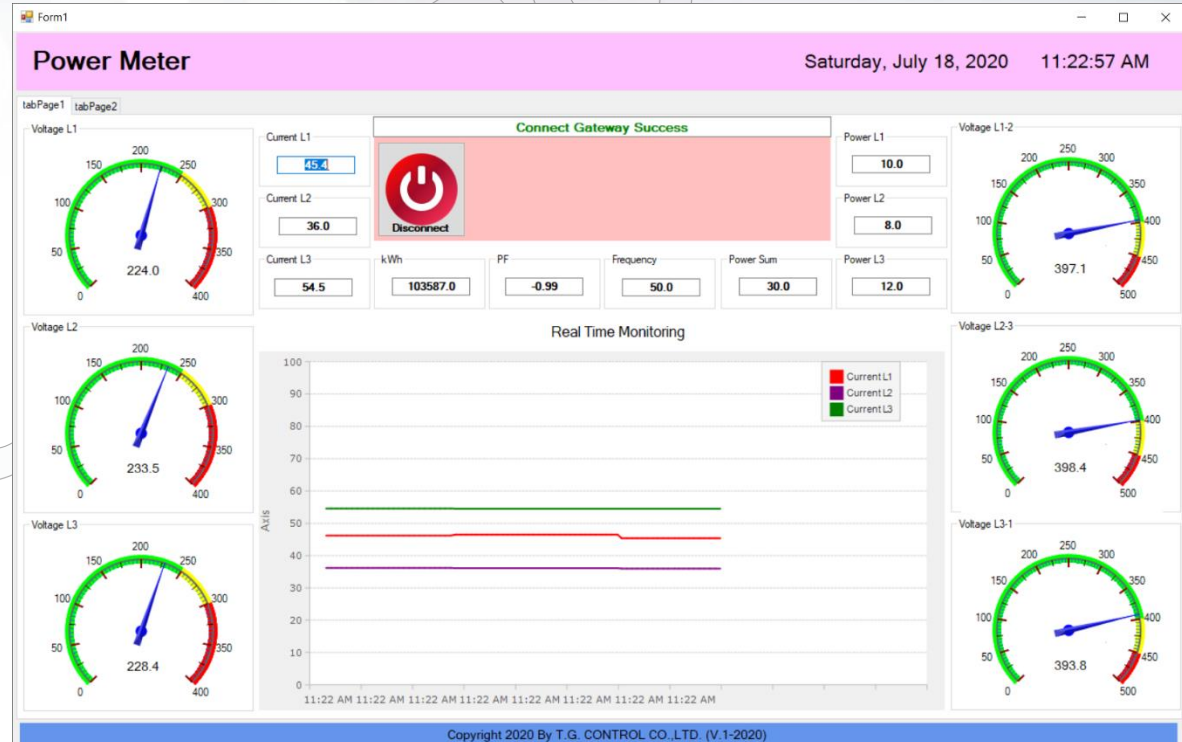 Form1
Power Meter
Saturday, July 18, 2020 11:22:57 AM
tabPage1 tabPage2
Voltage L1
0 50 100 150 200 250 300 350 400
224.0
Voltage L2
0 50 100 150 200 250 300 350 400
233.5
Voltage L3
0 50 100 150 200 250 300 350 400
228.4
Current L1
45.4
Current L2
36.0
Current L3
54.5
Connect Gateway Success
Disconnect
kWh
103587.0
PF
-0.99
Frequency
50.0
Power Sum
30.0
Power L1
10.0
Power L2
8.0
Power L3
12.0
Real Time Monitoring
Axis
100
90
80
70
60
50
40
30
20
10
0
11:22 AM 11:22 AM 11:22 AM 11:22 AM 11:22 AM 11:22 AM 11:22 AM 11:22 AM
Current L1
Current L2
Current L3
Voltage L1-2
0 50 100 150 200 250 300 350 400 450 500
397.1
Voltage L2-3
0 50 100 150 200 250 300 350 400 450 500
398.4
Voltage L3-1
0 50 100 150 200 250 300 350 400 450 500
393.8
Copyright 2020 By T.G. CONTROL CO.,LTD. (V.1-2020)